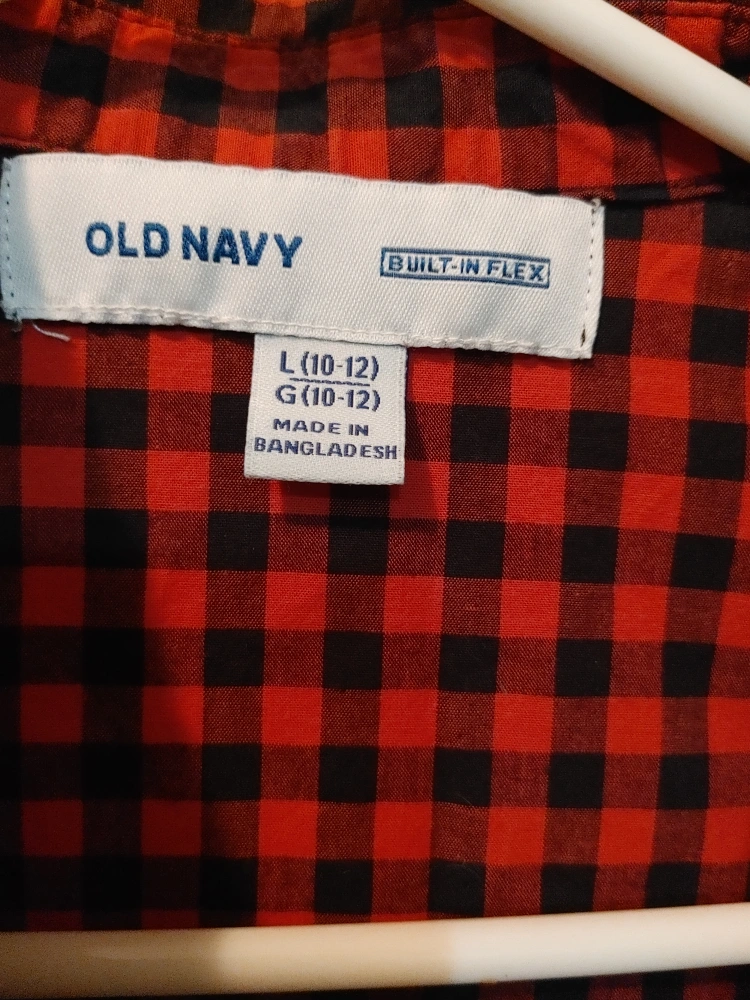 OLD NAVY
BUILT-IN FLEX
L (10-12)
G (10-12)
MADE IN
BANGLADESH